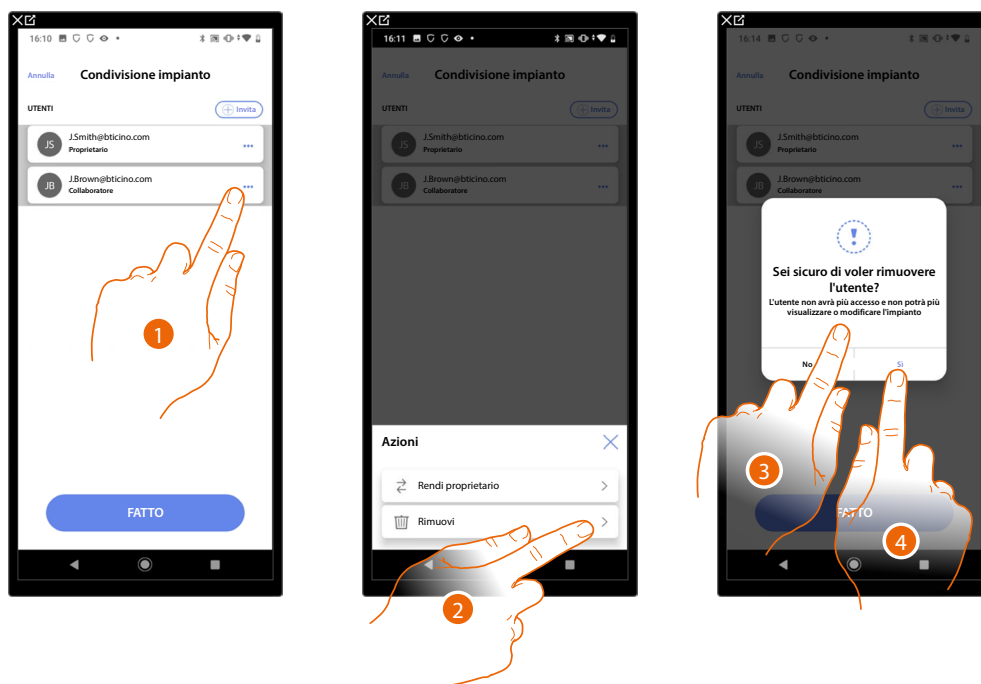 16:10
Annulla
Condivisione impianto
UTENTI
Invita
JS
J.Smith@bticino.com
Proprietario
JB
J.Brown@bticino.com
Collaboratore
1
FATTO
16:11
Annulla
Condivisione impianto
UTENTI
Invita
JS
J.Smith@bticino.com
Proprietario
JB
J.Brown@bticino.com
Collaboratore
Azioni
Rendi proprietario
Rimuovi
2
16:14
Annulla
Condivisione impianto
UTENTI
Invita
JS
J.Smith@bticino.com
Proprietario
JB
J.Brown@bticino.com
Collaboratore
Sei sicuro di voler rimuovere
l'utente?
L'utente non avrà più accesso e non potrà più
visualizzare o modificare l'impianto
No
Sì
3
FATTO
4